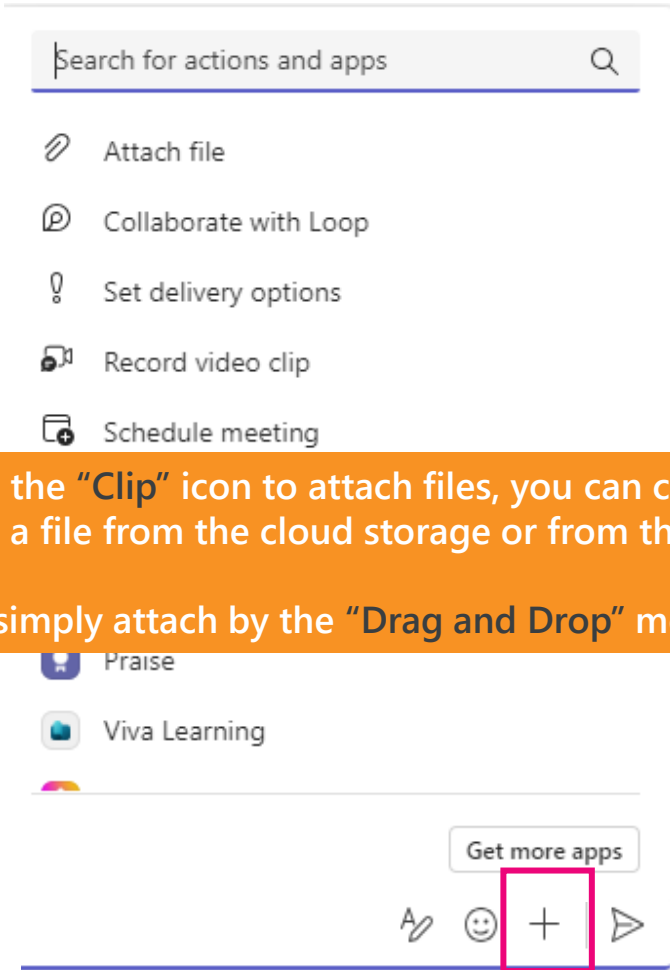 Search for actions and apps
Attach file
Collaborate with Loop
Set delivery options
Record video clip
Schedule meeting
the “Clip” icon to attach files, you can c
a file from the cloud storage or from th
simply attach by the “Drag and Drop” m
Praise
Viva Learning
Get more apps